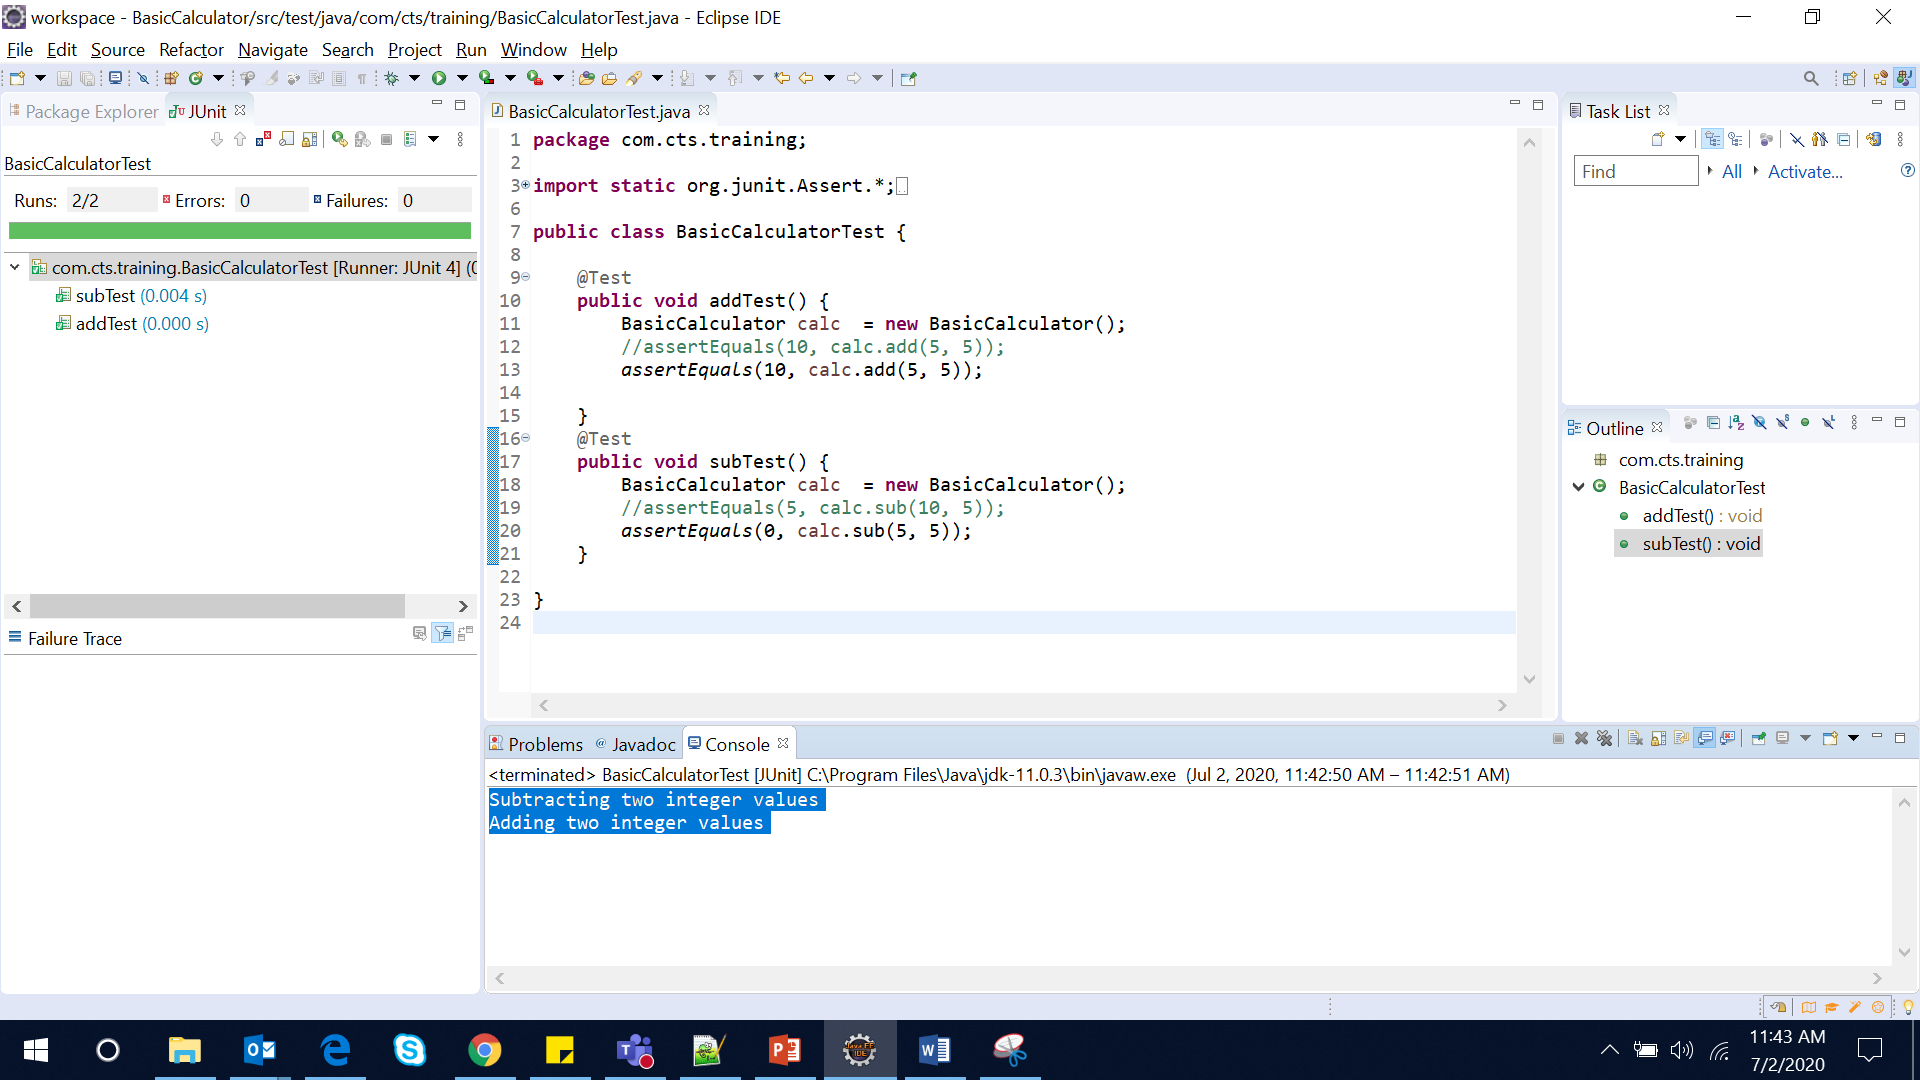 workspace - BasicCalculator/src/test/java/com/cts/training/BasicCalculatorTest.java - Eclipse IDE
File Edit Source Refactor Navigate Search Project Run Window Help
Package Explorer JUnit
BasicCalculatorTest
Runs: 2/2 Errors: 0 Failures: 0
com.cts.training.BasicCalculatorTest [Runner: JUnit 4] (0
subTest (0.004 s)
addTest (0.000 s)
Failure Trace
BasicCalculatorTest.java
1 package com.cts.training;
2
3 import static org.junit.Assert.*;
6
7 public class BasicCalculatorTest {
8
9 @Test
10 public void addTest() {
11 BasicCalculator calc  = new BasicCalculator();
12 //assertEquals(10, calc.add(5, 5));
13 assertEquals(10, calc.add(5, 5));
14
15 }
16 @Test
17 public void subTest() {
18 BasicCalculator calc  = new BasicCalculator();
19 //assertEquals(5, calc.sub(10, 5));
20 assertEquals(0, calc.sub(5, 5));
21 }
22
23 }
24
Task List
Find All Activate...
Outline
com.cts.training
BasicCalculatorTest
addTest() : void
subTest() : void
Problems @ Javadoc Console
<terminated> BasicCalculatorTest [JUnit] C:\Program Files\Java\jdk-11.0.3\bin\javaw.exe  (Jul 2, 2020, 11:42:50 AM – 11:42:51 AM)
Subtracting two integer values
Adding two integer values
11:43 AM
7/2/2020